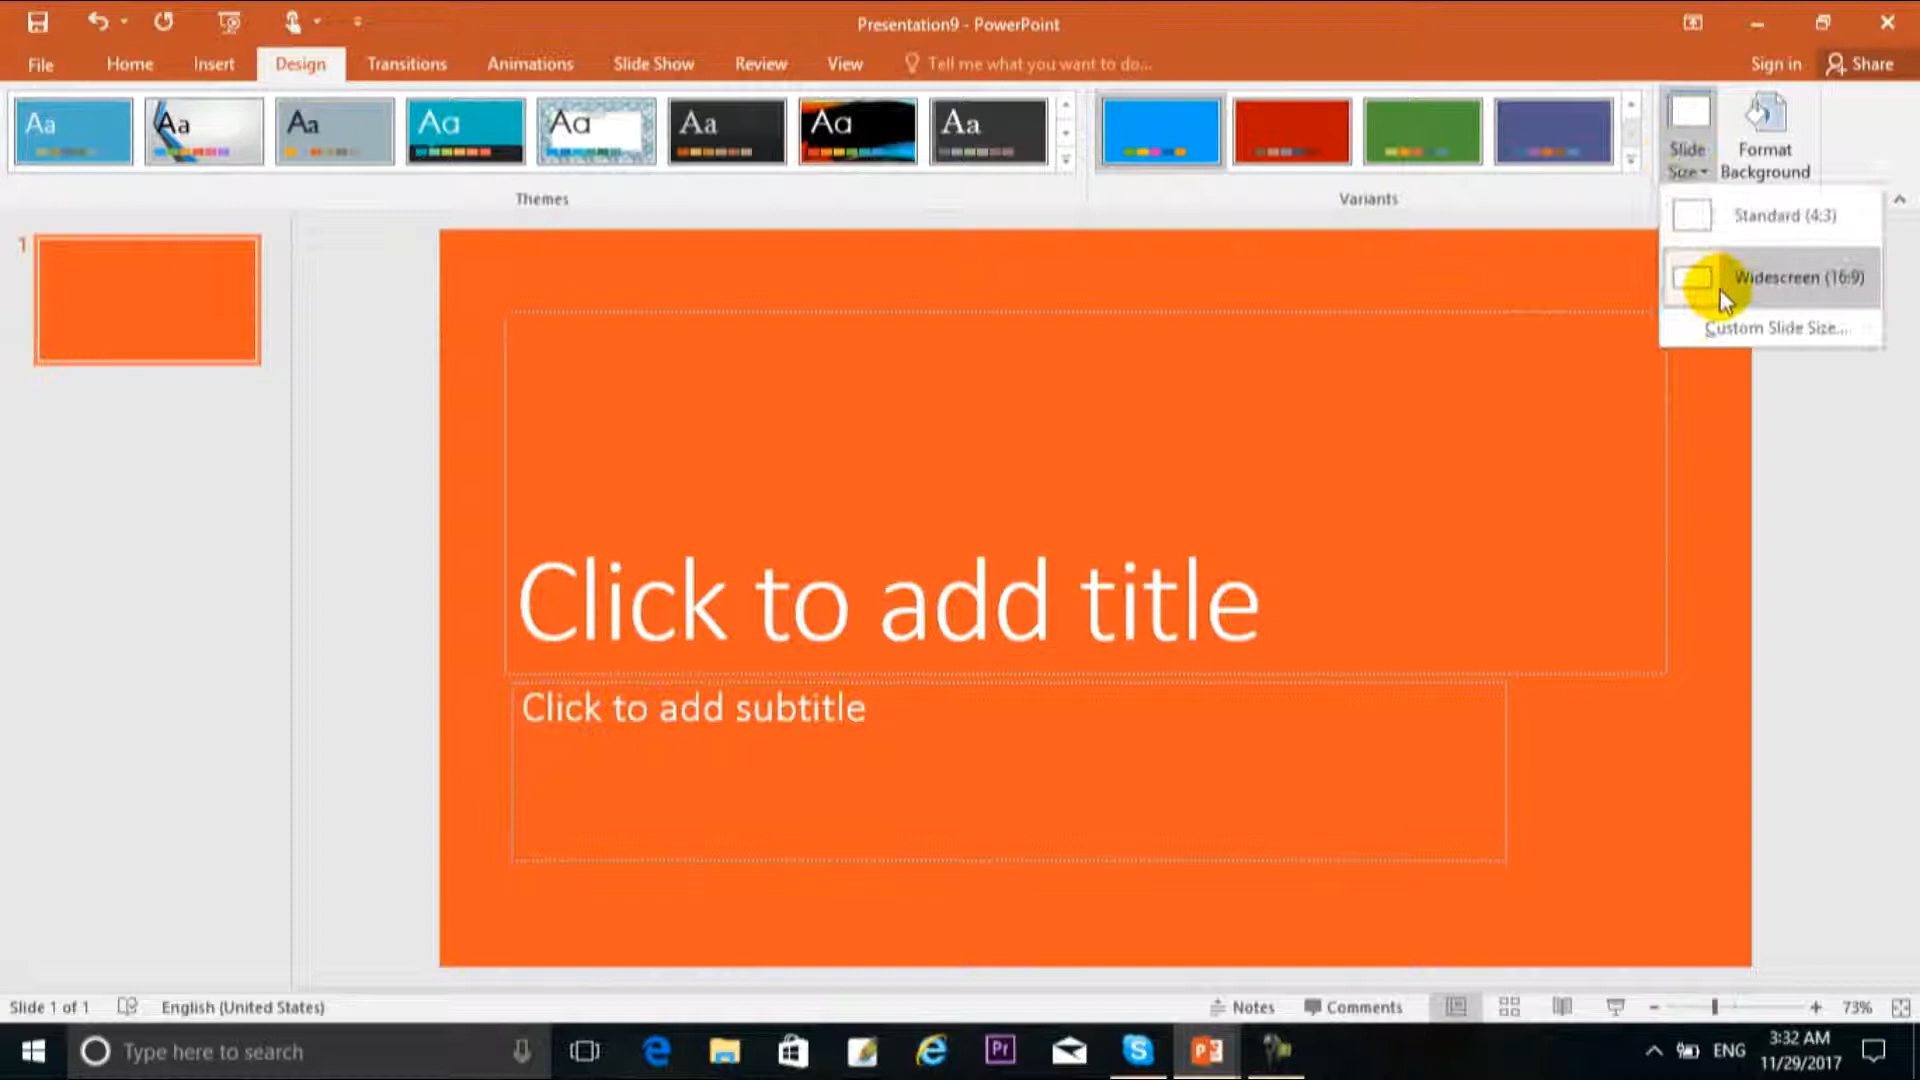 Presentation9 - PowerPoint
File Home Insert Design Transitions Animations Slide Show Review View Tell me what you want to do... Sign in Share
Aa Aa Aa Aa Aa Aa Aa Aa
Slide Size Format Background
Themes Variants
Standard (4:3)
Widescreen (16:9)
Custom Slide Size...
1
Click to add title
Click to add subtitle
Slide 1 of 1 English (United States) Notes Comments 73%
Type here to search Pr ENG 3:32 AM
11/29/2017